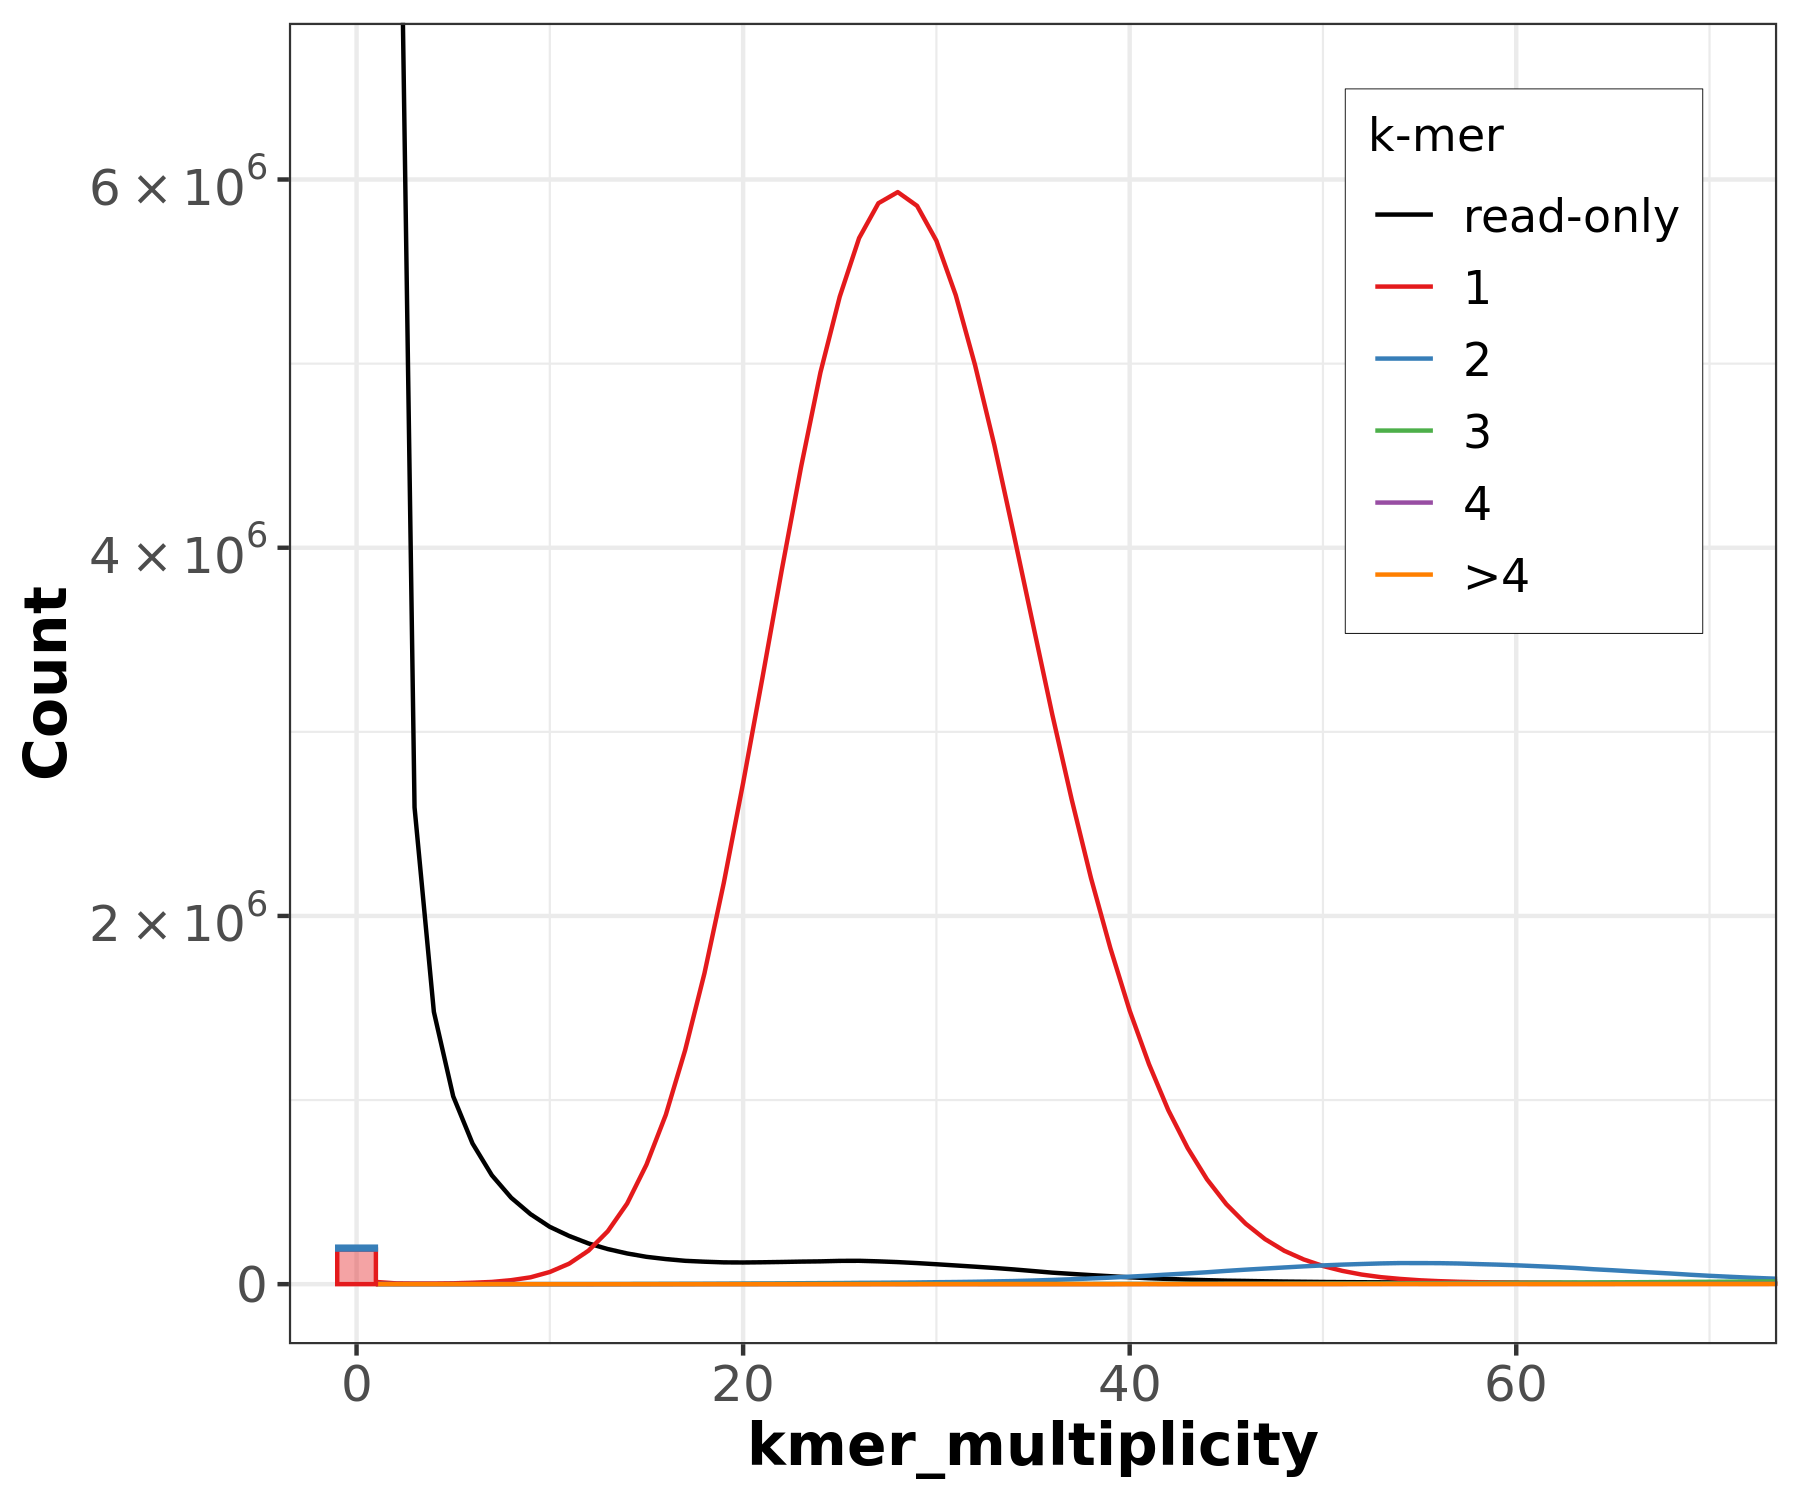 k-mer
read-only
1
2
3
4
>4
6 × 10⁶
4 × 10⁶
2 × 10⁶
0
Count
0 20 40 60
kmer_multiplicity